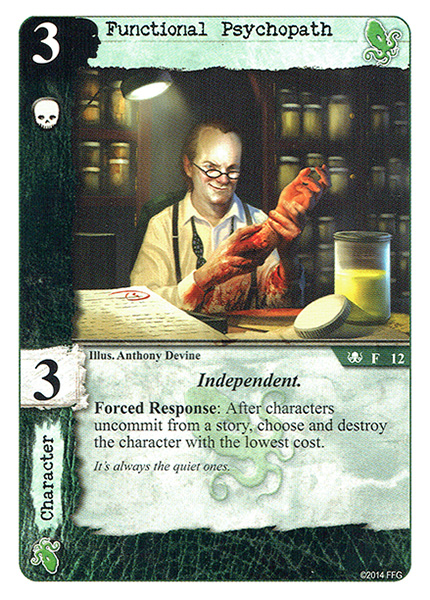 3
Functional Psychopath
Illus. Anthony Devine
F 12
3
Independent.
Forced Response: After characters
uncommit from a story, choose and destroy
the character with the lowest cost.
It's always the quiet ones.
Character
©2014 FFG